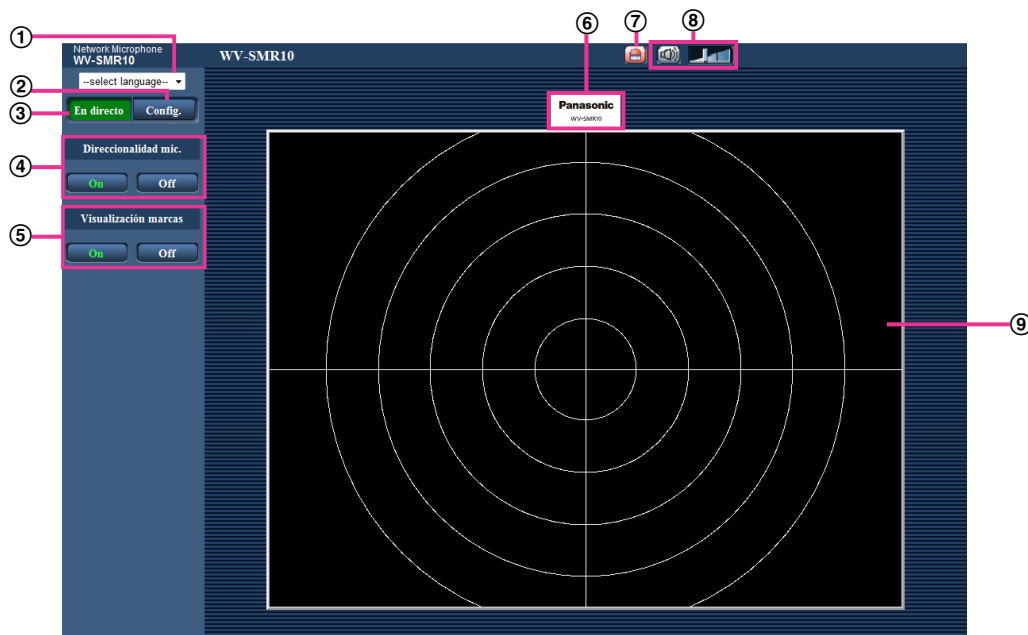 ① ② ③ ④ ⑤ ⑥ ⑦ ⑧ ⑨
Network Microphone
WV-SMR10
WV-SMR10
--select language--
En directo Config.
Panasonic
WV-SMR10
Direccionalidad mic.
On Off
Visualización marcas
On Off